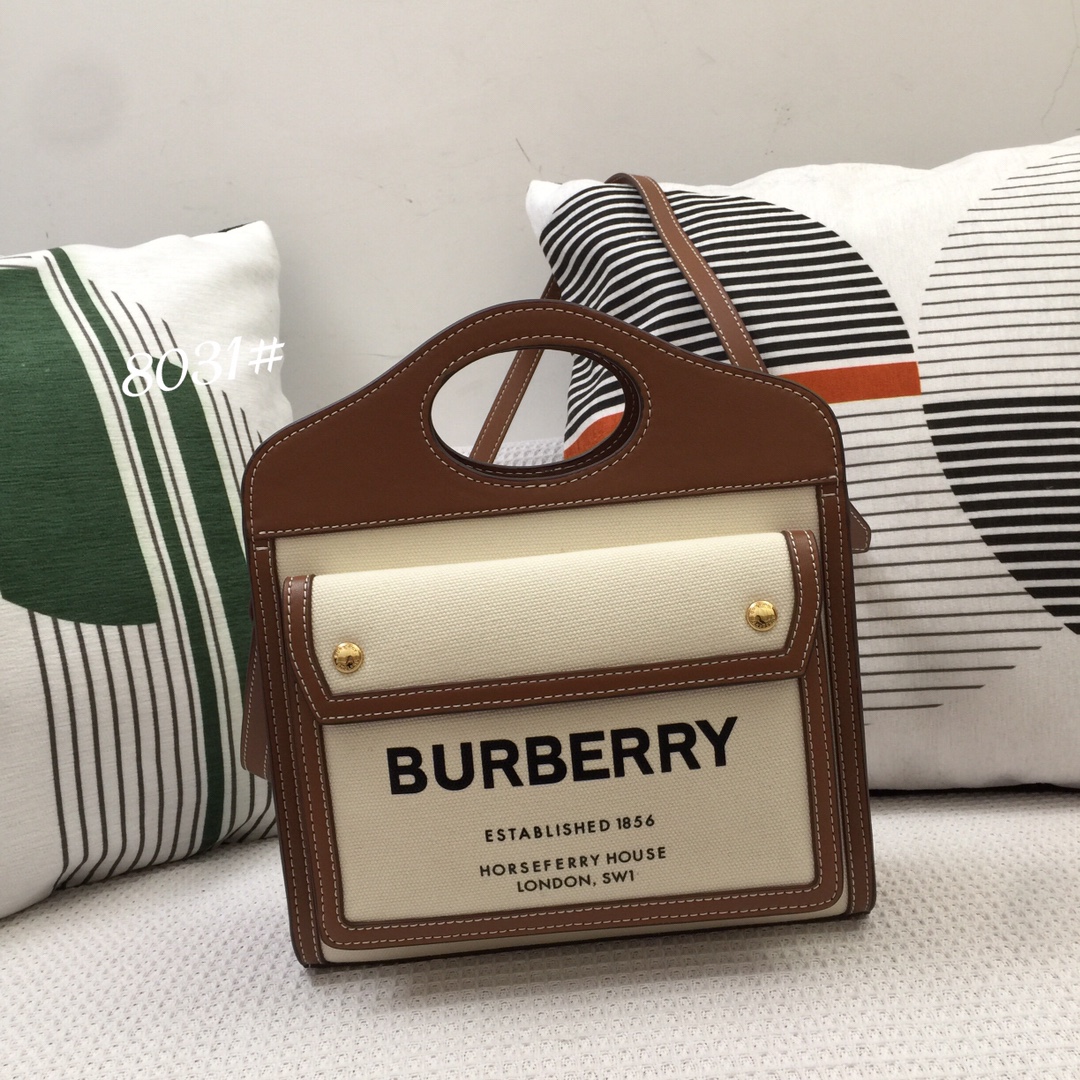 8031#
BURBERRY
ESTABLISHED 1856
HORSEFERRY HOUSE
LONDON, SW1